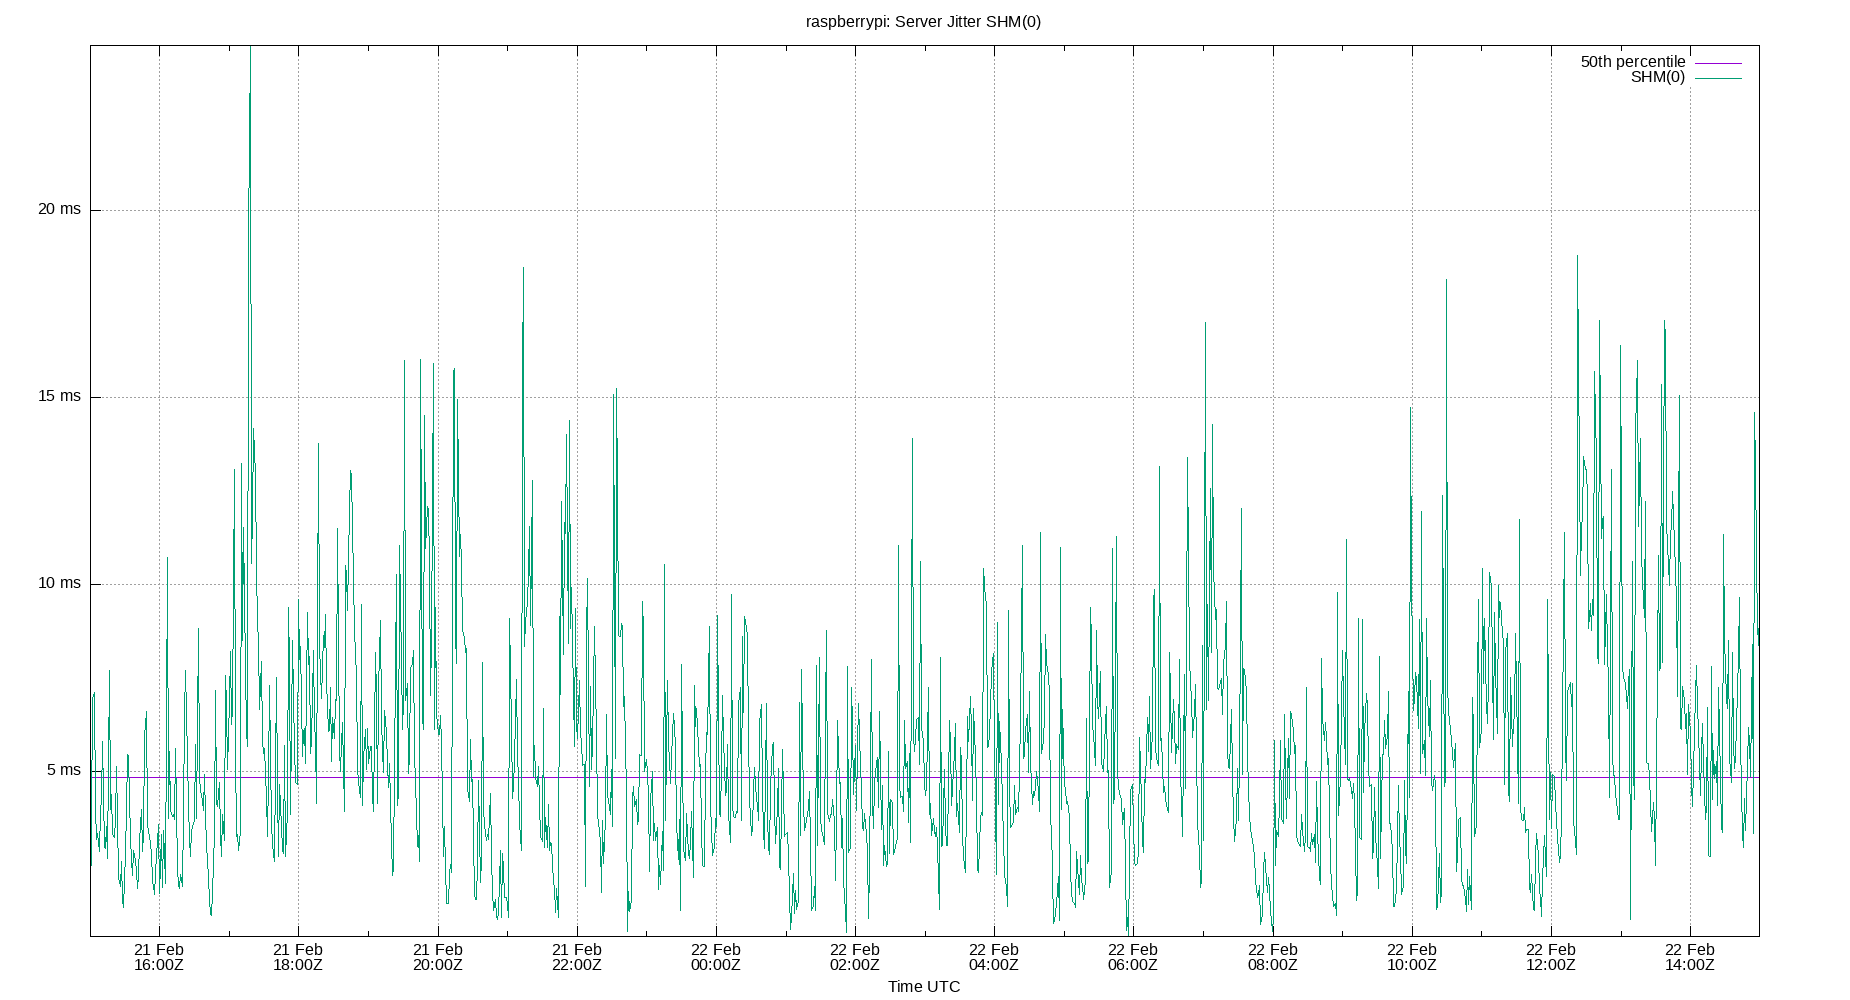 raspberrypi: Server Jitter SHM(0)
50th percentile
SHM(0)
20 ms
15 ms
10 ms
5 ms
21 Feb 21 Feb 21 Feb 21 Feb 22 Feb 22 Feb 22 Feb 22 Feb 22 Feb 22 Feb 22 Feb 22 Feb
16:00Z 18:00Z 20:00Z 22:00Z 00:00Z 02:00Z 04:00Z 06:00Z 08:00Z 10:00Z 12:00Z 14:00Z
Time UTC